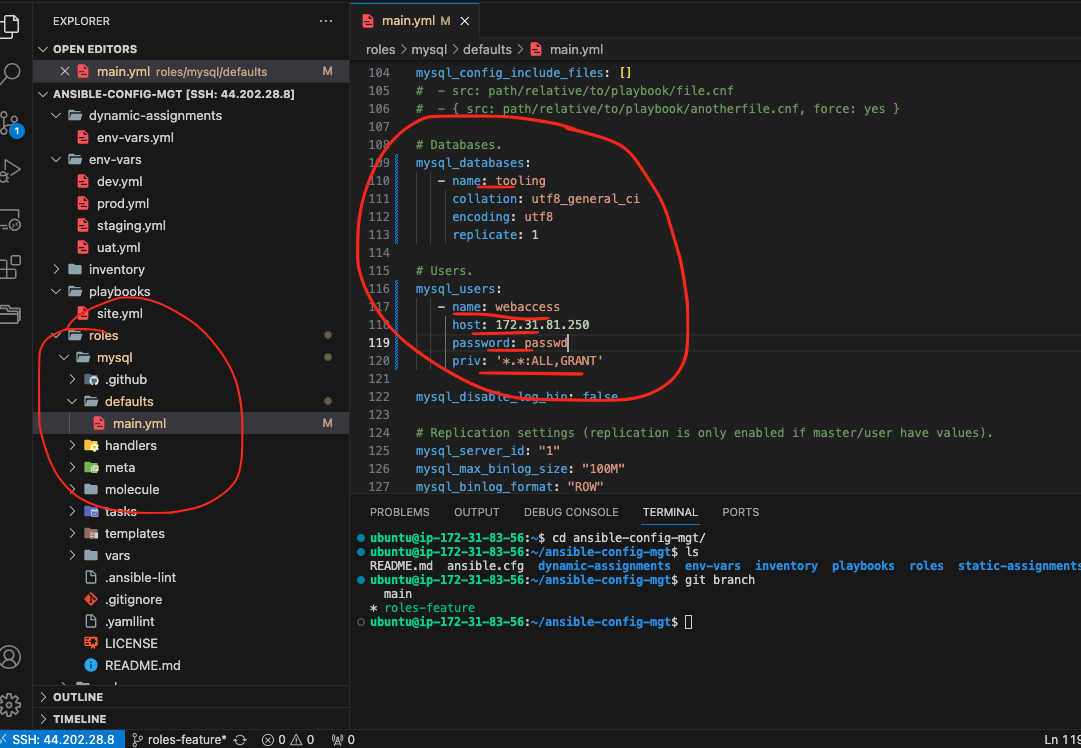 EXPLORER
OPEN EDITORS
main.yml roles/mysql/defaults M
ANSIBLE-CONFIG-MGT [SSH: 44.202.28.8]
dynamic-assignments
env-vars.yml
env-vars
dev.yml
prod.yml
staging.yml
uat.yml
inventory
playbooks
site.yml
roles
mysql
.github
defaults
main.yml M
handlers
meta
molecule
tasks
templates
vars
.ansible-lint
.gitignore
.yamllint
LICENSE
README.md
OUTLINE
TIMELINE
1
main.yml M
roles > mysql > defaults > main.yml
104 mysql_config_include_files: []
105 #  - src: path/relative/to/playbook/file.cnf
106 #  - { src: path/relative/to/playbook/anotherfile.cnf, force: yes }
107
108 # Databases.
109 mysql_databases:
110 - name: tooling
111 collation: utf8_general_ci
112 encoding: utf8
113 replicate: 1
114
115 # Users.
116 mysql_users:
117 - name: webaccess
118 host: 172.31.81.250
119 password: passwd
120 priv: '*.*:ALL,GRANT'
121
122 mysql_disable_log_bin: false
123
124 # Replication settings (replication is only enabled if master/user have values).
125 mysql_server_id: "1"
126 mysql_max_binlog_size: "100M"
127 mysql_binlog_format: "ROW"
PROBLEMS OUTPUT DEBUG CONSOLE TERMINAL PORTS
ubuntu@ip-172-31-83-56:~$ cd ansible-config-mgt/
ubuntu@ip-172-31-83-56:~/ansible-config-mgt$ ls
README.md ansible.cfg dynamic-assignments env-vars inventory playbooks roles static-assignments
ubuntu@ip-172-31-83-56:~/ansible-config-mgt$ git branch
main
* roles-feature
ubuntu@ip-172-31-83-56:~/ansible-config-mgt$
SSH: 44.202.28.8 roles-feature* 0 0 0 Ln 119